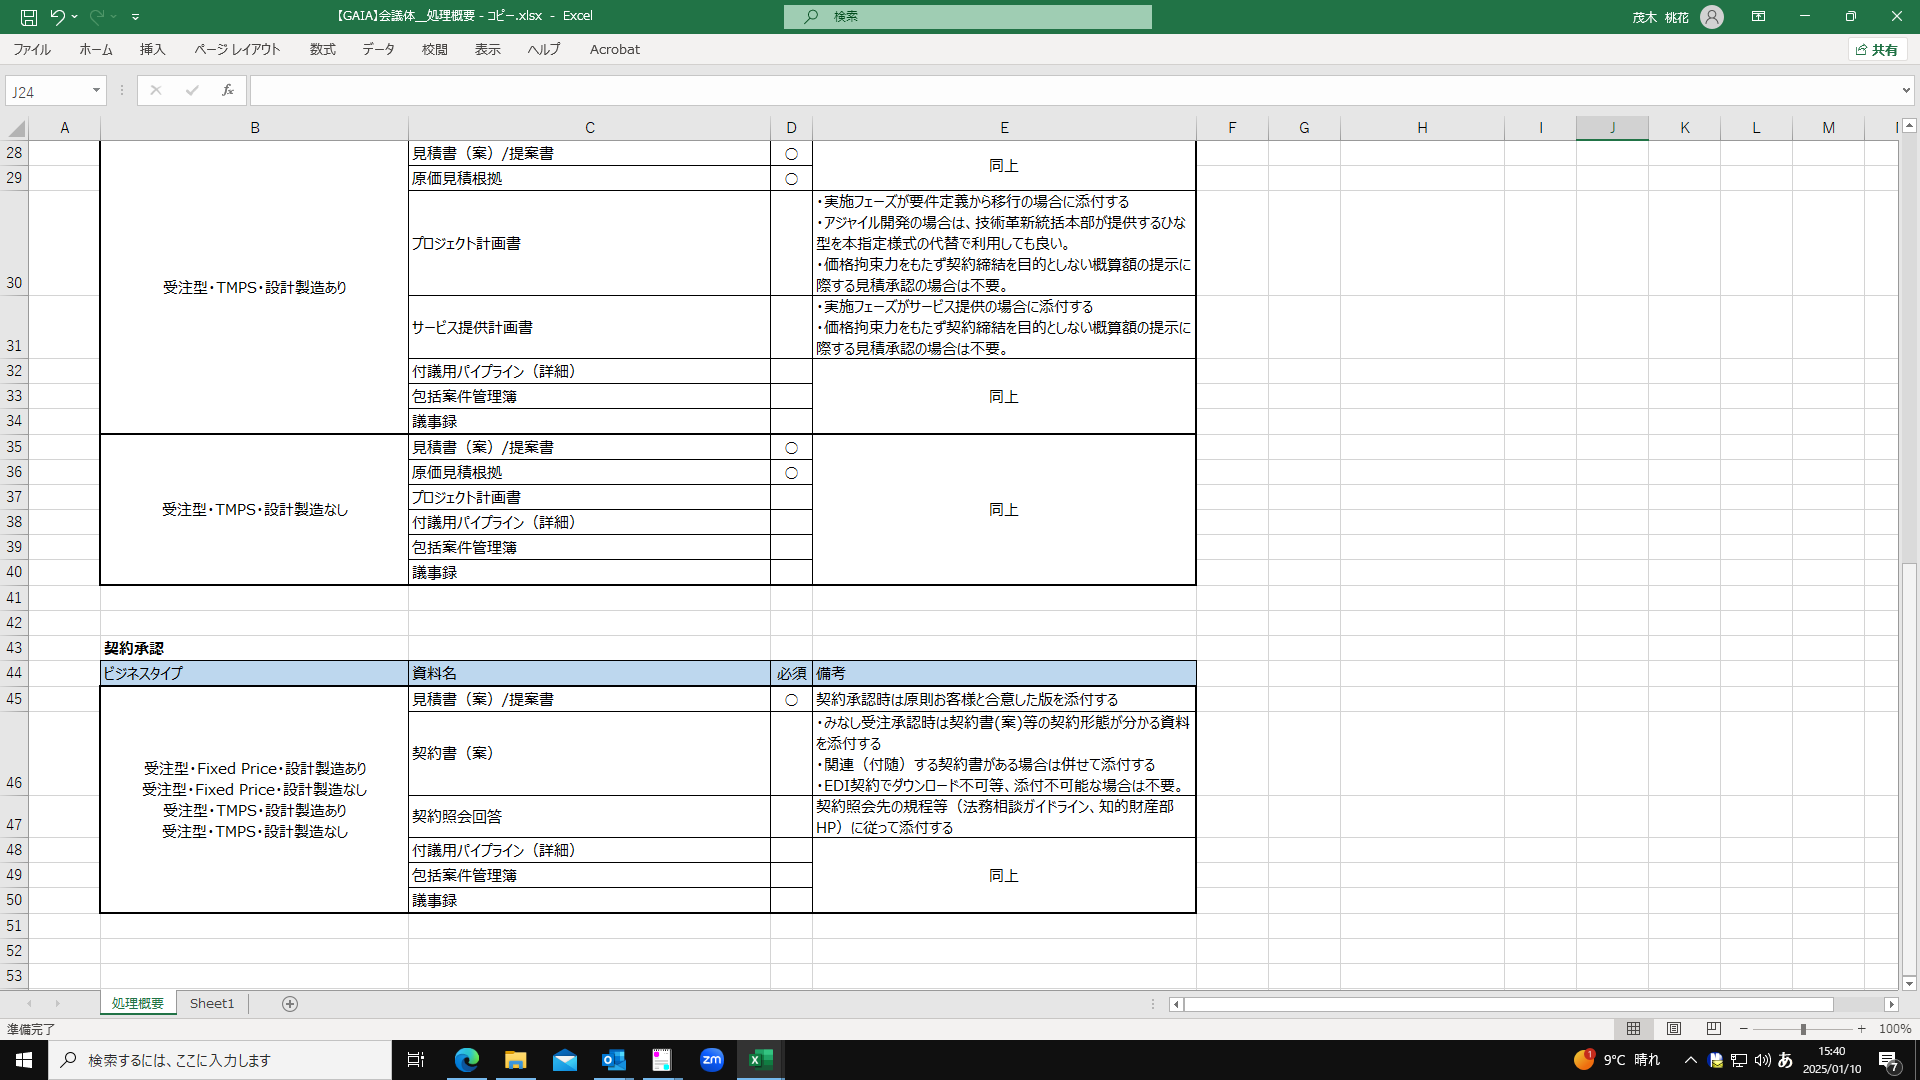 【GAIA】会議体__処理概要 - コピー.xlsx - Excel
検索
茂木 桃花
ファイル ホーム 挿入 ページ レイアウト 数式 データ 校閲 表示 ヘルプ Acrobat
共有
J24
fx
A B C D E F G H I J K L M
28 見積書（案）/提案書 〇
同上
29 原価見積根拠 〇
・実施フェーズが要件定義から移行の場合に添付する
・アジャイル開発の場合は、技術革新統括本部が提供するひな
型を本指定様式の代替で利用しても良い。
・価格拘束力をもたず契約締結を目的としない概算額の提示に
際する見積承認の場合は不要。
プロジェクト計画書
30
受注型・TMPS・設計製造あり
・実施フェーズがサービス提供の場合に添付する
・価格拘束力をもたず契約締結を目的としない概算額の提示に
際する見積承認の場合は不要。
サービス提供計画書
31
32 付議用パイプライン（詳細）
33 包括案件管理簿 同上
34 議事録
35 見積書（案）/提案書 〇
36 原価見積根拠 〇
37 プロジェクト計画書
受注型・TMPS・設計製造なし 同上
38 付議用パイプライン（詳細）
39 包括案件管理簿
40 議事録
41
42
43 契約承認
44 ビジネスタイプ 資料名 必須 備考
45 見積書（案）/提案書 〇 契約承認時は原則お客様と合意した版を添付する
・みなし受注承認時は契約書(案)等の契約形態が分かる資料
を添付する
・関連（付随）する契約書がある場合は併せて添付する
・EDI契約でダウンロード不可等、添付不可能な場合は不要。
契約書（案）
46
受注型・Fixed Price・設計製造あり
受注型・Fixed Price・設計製造なし
受注型・TMPS・設計製造あり
受注型・TMPS・設計製造なし
契約照会先の規程等（法務相談ガイドライン、知的財産部
HP）に従って添付する
契約照会回答
47
48 付議用パイプライン（詳細）
49 包括案件管理簿 同上
50 議事録
51
52
53
処理概要 Sheet1
準備完了
100%
検索するには、ここに入力します
zm
1
9°C 晴れ
あ
15:40
2025/01/10
7